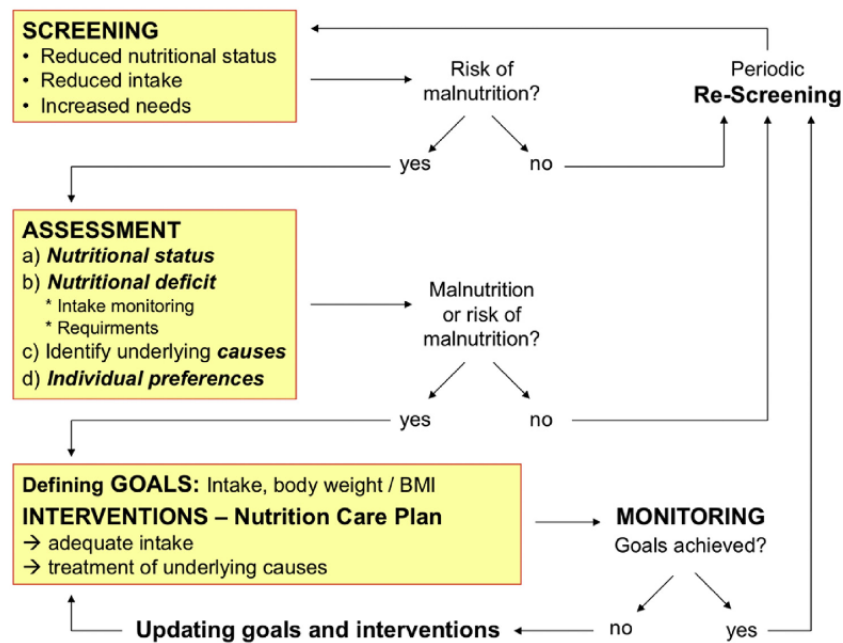 SCREENING
• Reduced nutritional status
• Reduced intake
• Increased needs
Risk of
malnutrition?
Periodic
Re-Screening
yes
no
ASSESSMENT
a) Nutritional status
b) Nutritional deficit
* Intake monitoring
* Requirments
c) Identify underlying causes
d) Individual preferences
Malnutrition
or risk of
malnutrition?
yes
no
Defining GOALS: Intake, body weight / BMI
INTERVENTIONS – Nutrition Care Plan
→ adequate intake
→ treatment of underlying causes
MONITORING
Goals achieved?
no
yes
Updating goals and interventions